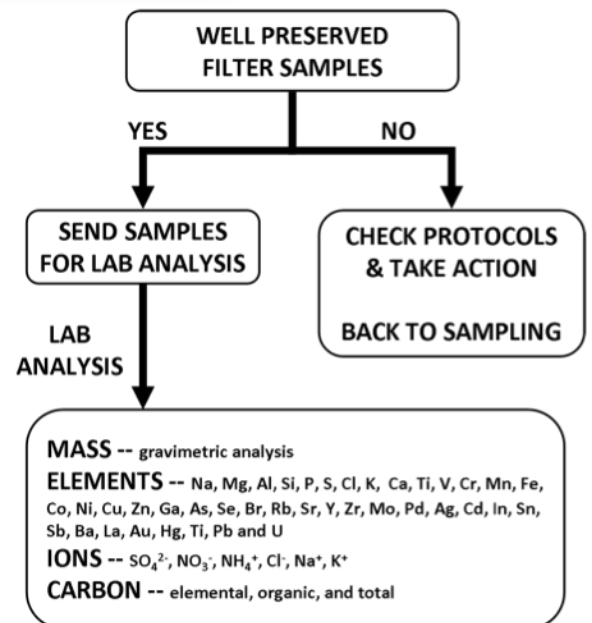 WELL PRESERVED
FILTER SAMPLES
YES
NO
SEND SAMPLES
FOR LAB ANALYSIS
CHECK PROTOCOLS
& TAKE ACTION
BACK TO SAMPLING
LAB
ANALYSIS
MASS -- gravimetric analysis
ELEMENTS -- Na, Mg, Al, Si, P, S, Cl, K, Ca, Ti, V, Cr, Mn, Fe,
Co, Ni, Cu, Zn, Ga, As, Se, Br, Rb, Sr, Y, Zr, Mo, Pd, Ag, Cd, In, Sn,
Sb, Ba, La, Au, Hg, Ti, Pb and U
IONS -- SO₄²⁻, NO₃⁻, NH₄⁺, Cl⁻, Na⁺, K⁺
CARBON -- elemental, organic, and total